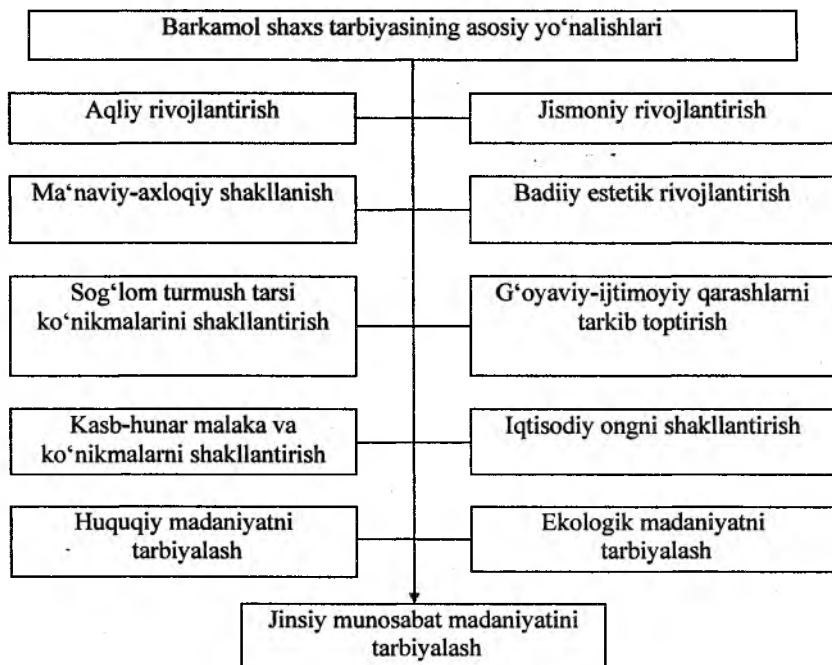 Barkamol shaxs tarbiyasining asosiy yo‘nalishlari
Aqliy rivojlantirish
Jismoniy rivojlantirish
Ma‘naviy-axloqiy shakllanish
Badiiy estetik rivojlantirish
Sog‘lom turmush tarsi
ko‘nikmalarini shakllantirish
G‘oyaviy-ijtimoyiy qarashlarni
tarkib toptirish
Kasb-hunar malaka va
ko‘nikmalarni shakllantirish
Iqtisodiy ongni shakllantirish
Huquqiy madaniyatni
tarbiyalash
Ekologik madaniyatni
tarbiyalash
Jinsiy munosabat madaniyatini
tarbiyalash